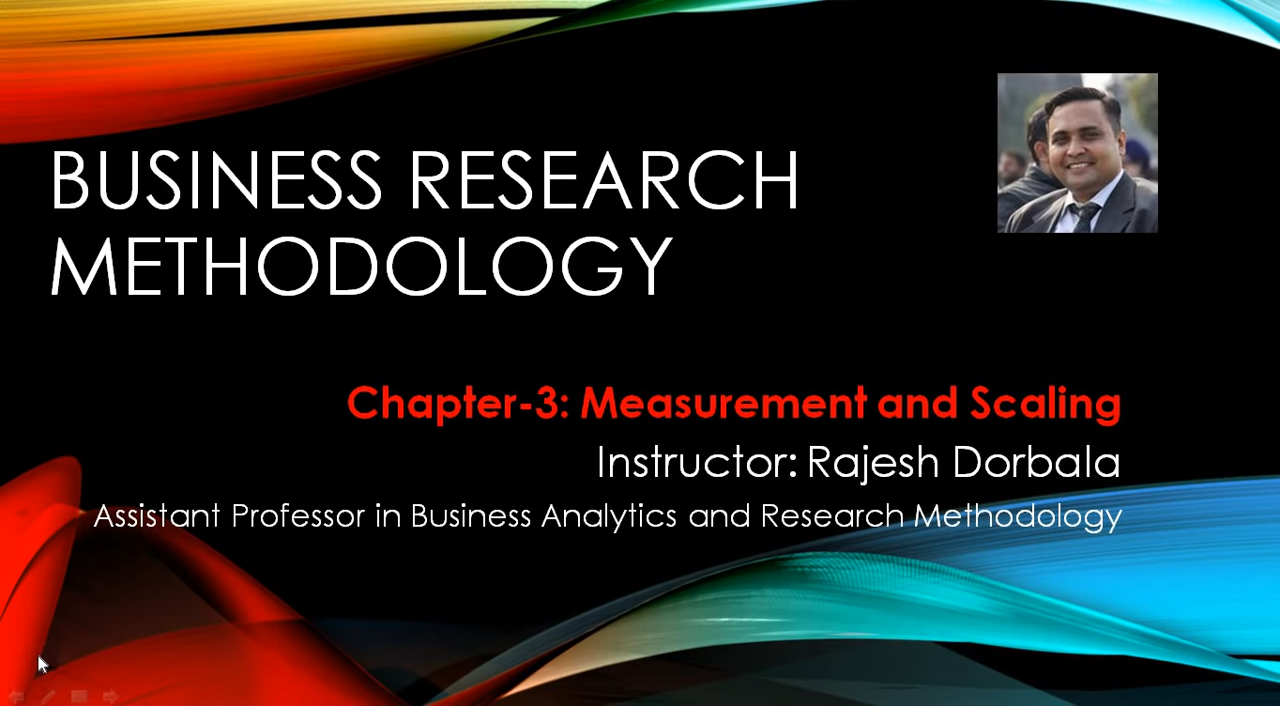 BUSINESS RESEARCH
METHODOLOGY
Chapter-3: Measurement and Scaling
Instructor: Rajesh Dorbala
Assistant Professor in Business Analytics and Research Methodology